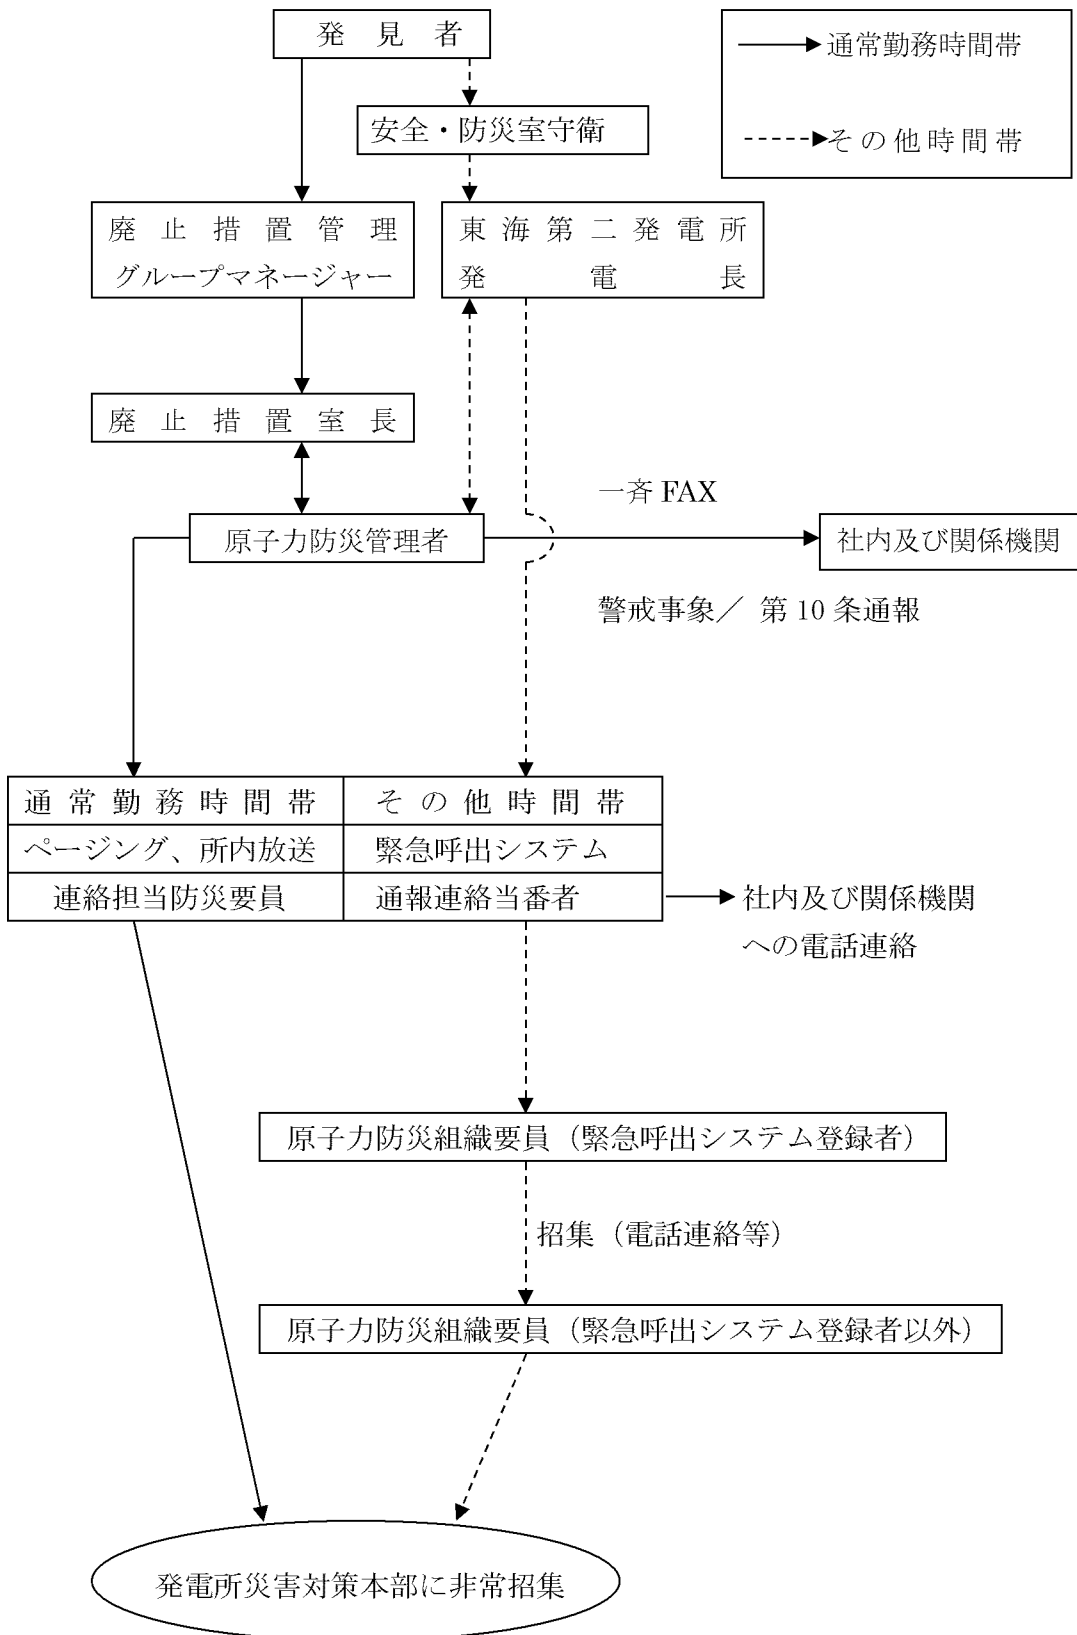 発見者
通常勤務時間帯
その他時間帯
安全・防災室守衛
廃止措置管理
グループマネージャー
東海第二発電所
発電長
廃止措置室長
一斉 FAX
原子力防災管理者
社内及び関係機関
警戒事象／ 第 10 条通報
通常勤務時間帯
その他時間帯
ページング、所内放送
緊急呼出システム
連絡担当防災要員
通報連絡当番者
社内及び関係機関
への電話連絡
原子力防災組織要員（緊急呼出システム登録者）
招集（電話連絡等）
原子力防災組織要員（緊急呼出システム登録者以外）
発電所災害対策本部に非常招集